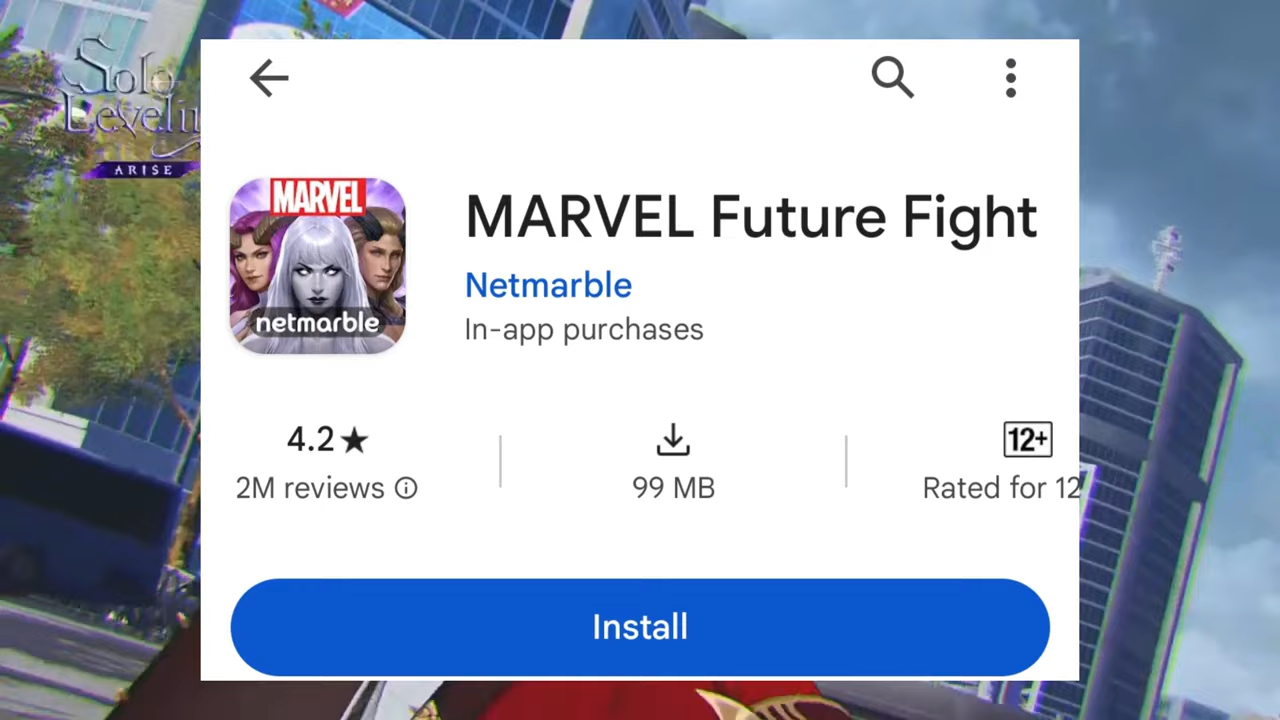 Solo
Leveli
ARISE
MARVEL
netmarble
MARVEL Future Fight
Netmarble
In-app purchases
4.2★
2M reviews
99 MB
12+
Rated for 12
Install